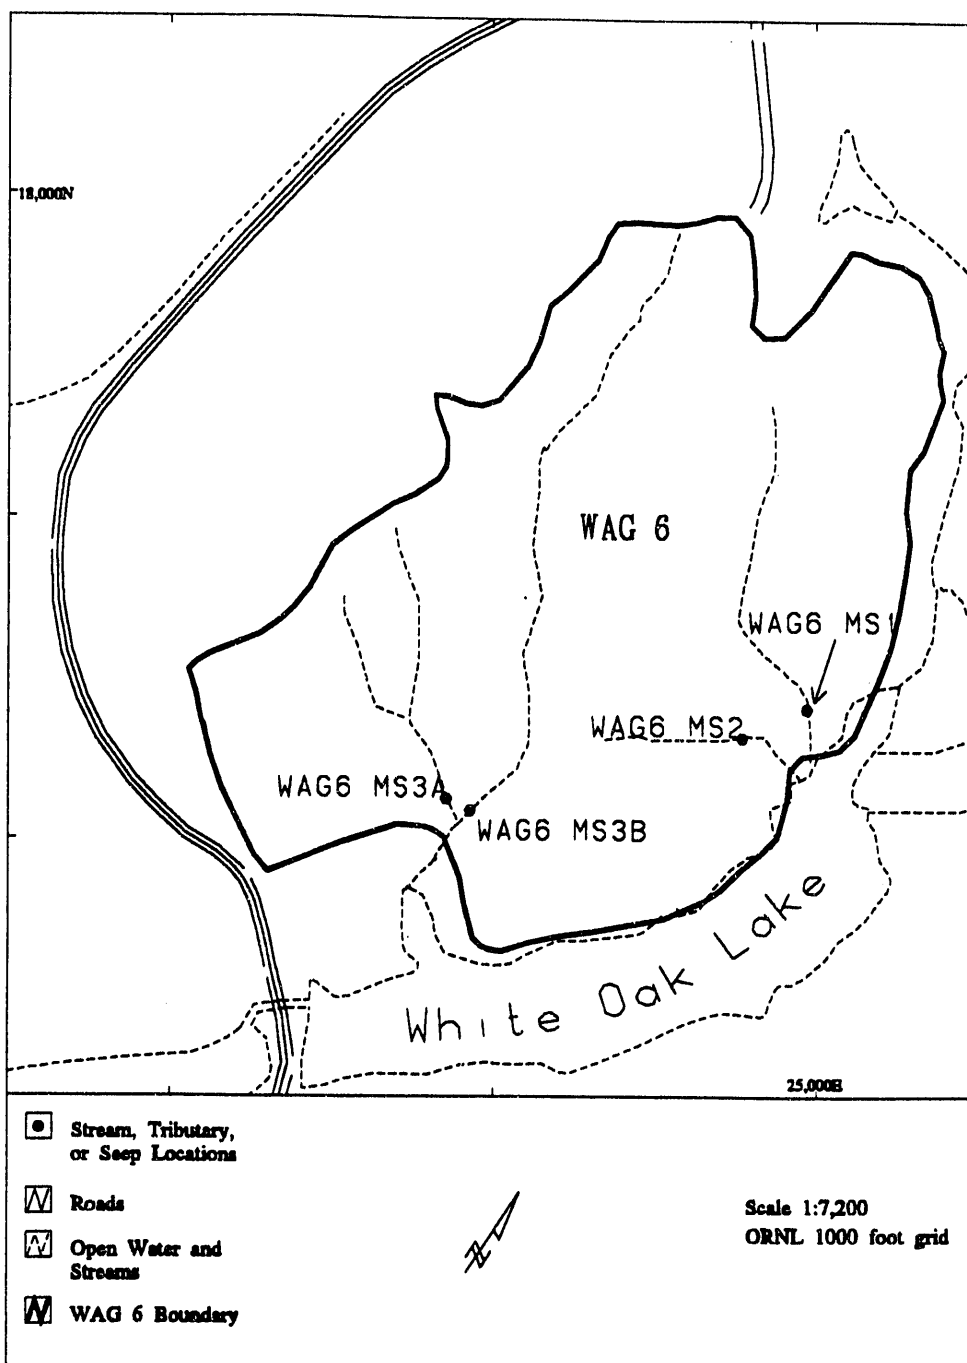 18,000N
WAG 6
WAG6 MS1
WAG6 MS2
WAG6 MS3A
WAG6 MS3B
White Oak Lake
25,000E
Stream, Tributary,
or Seep Locations
Roads
Open Water and
Streams
WAG 6 Boundary
Scale 1:7,200
ORNL 1000 foot grid